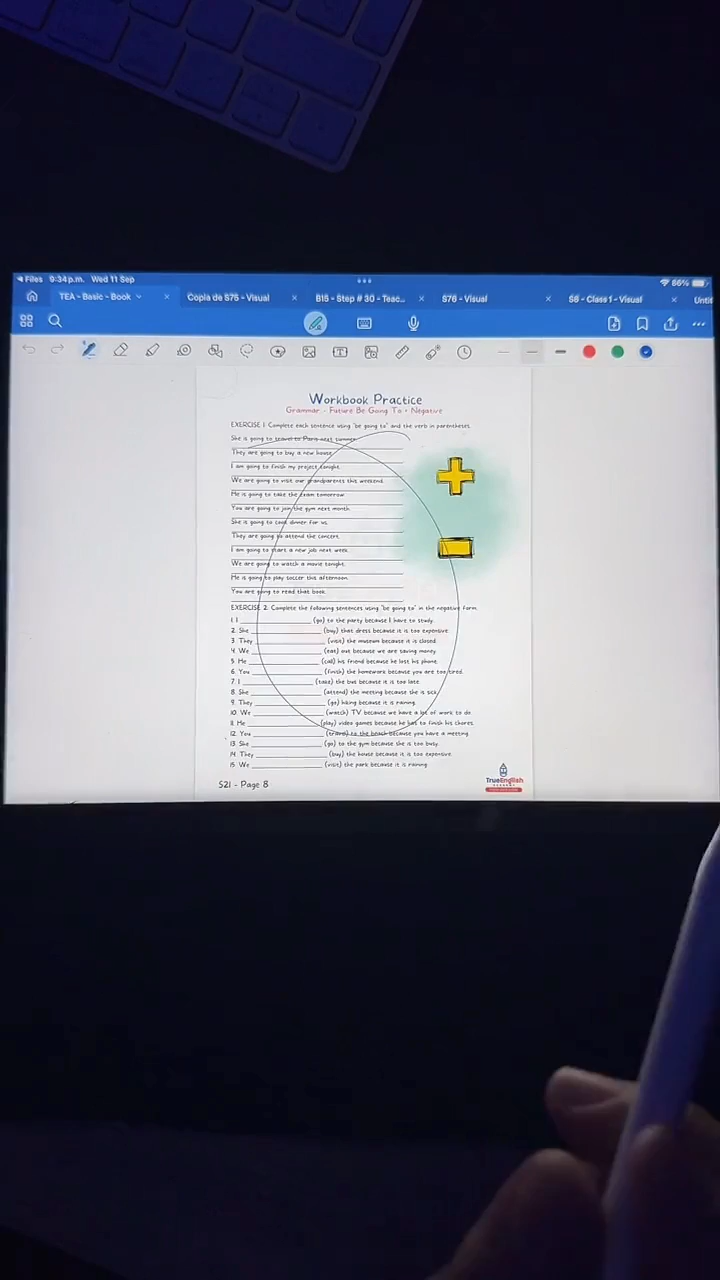 Files 9:34p.m. Wed 11 Sep
86%
TEA - Basic - Book
Copia de S75 - Visual
B15 - Step # 30 - Teac...
S76 - Visual
S8 - Class 1 - Visual
Untit
Workbook Practice
Grammar - Future Be Going To + Negative
EXERCISE 1: Complete each sentence using "be going to" and the verb in parentheses.
She is going to travel to Paris next summer.
They are going to buy a new house.
I am going to finish my project tonight.
We are going to visit our grandparents this weekend.
He is going to take the exam tomorrow.
You are going to join the gym next month.
She is going to cook dinner for us.
They are going to attend the concert.
I am going to start a new job next week.
We are going to watch a movie tonight.
He is going to play soccer this afternoon.
You are going to read that book.
EXERCISE 2: Complete the following sentences using "be going to" in the negative form.
1. I (go) to the party because I have to study.
2. She (buy) that dress because it is too expensive.
3. They (visit) the museum because it is closed.
4. We (eat) out because we are saving money.
5. He (call) his friend because he lost his phone.
6. You (finish) the homework because you are too tired.
7. I (take) the bus because it is too late.
8. She (attend) the meeting because she is sick.
9. They (go) hiking because it is raining.
10. We (watch) TV because we have a lot of work to do.
11. He (play) video games because he has to finish his chores.
12. You (travel) to the beach because you have a meeting.
13. She (go) to the gym because she is too busy.
14. They (buy) the house because it is too expensive.
15. We (visit) the park because it is raining.
S21 - Page 8
TrueEnglish